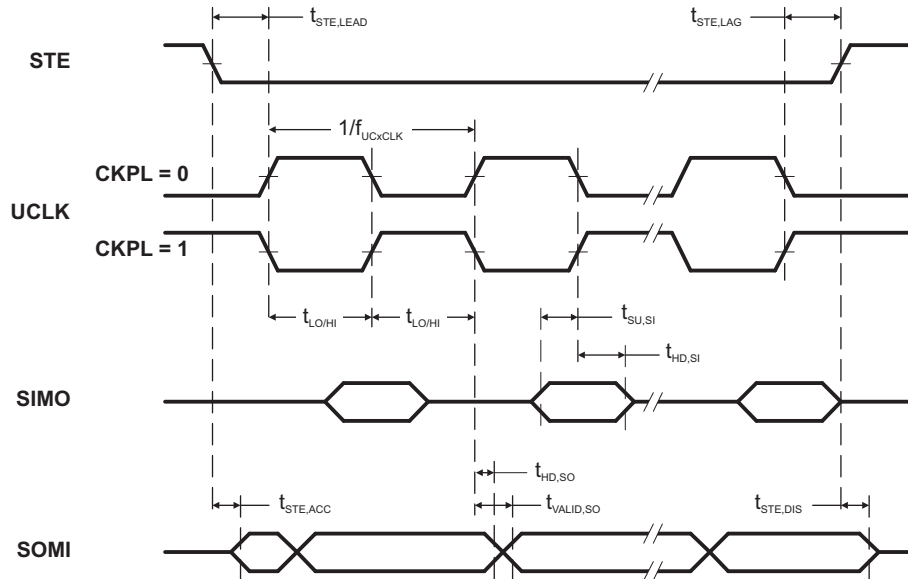 tSTE,LEAD
tSTE,LAG
STE
1/fUCxCLK
CKPL = 0
UCLK
CKPL = 1
tLO/HI tLO/HI
tSU,SI
tHD,SI
SIMO
tHD,SO
tSTE,ACC tVALID,SO tSTE,DIS
SOMI